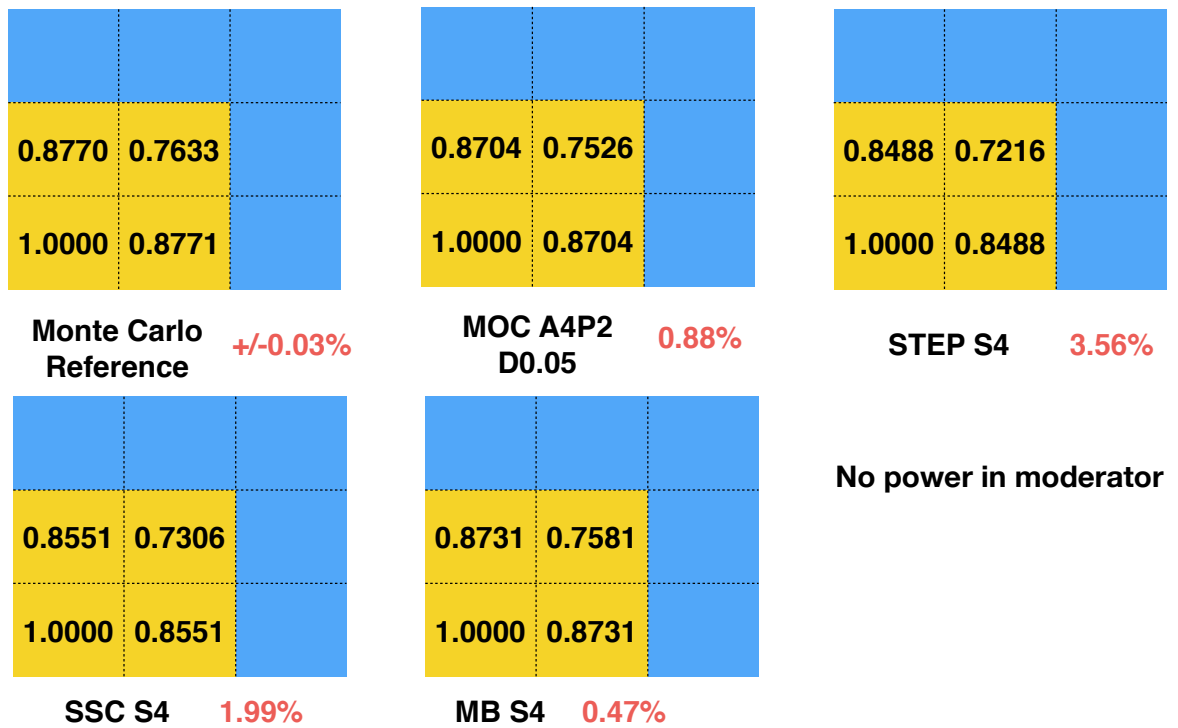 0.8770 0.7633
1.0000 0.8771
Monte Carlo
Reference
+/-0.03%
0.8704 0.7526
1.0000 0.8704
MOC A4P2
D0.05
0.88%
0.8488 0.7216
1.0000 0.8488
STEP S4 3.56%
0.8551 0.7306
1.0000 0.8551
SSC S4 1.99%
0.8731 0.7581
1.0000 0.8731
MB S4 0.47%
No power in moderator